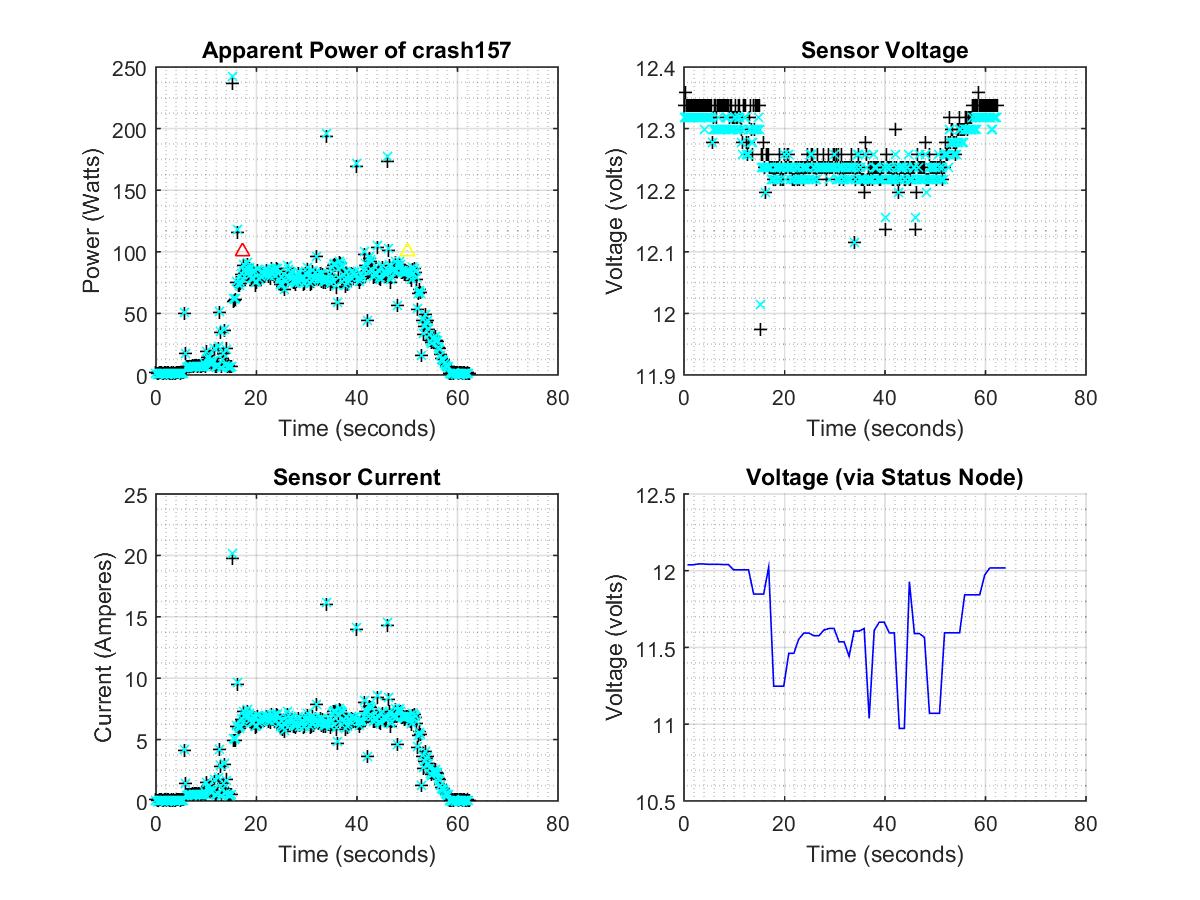 Apparent Power of crash157
250
200
150
100
50
0
Power (Watts)
0 20 40 60 80
Time (seconds)
Sensor Voltage
12.4
12.3
12.2
12.1
12
11.9
Voltage (volts)
0 20 40 60 80
Time (seconds)
Sensor Current
25
20
15
10
5
0
Current (Amperes)
0 20 40 60 80
Time (seconds)
Voltage (via Status Node)
12.5
12
11.5
11
10.5
Voltage (volts)
0 20 40 60 80
Time (seconds)